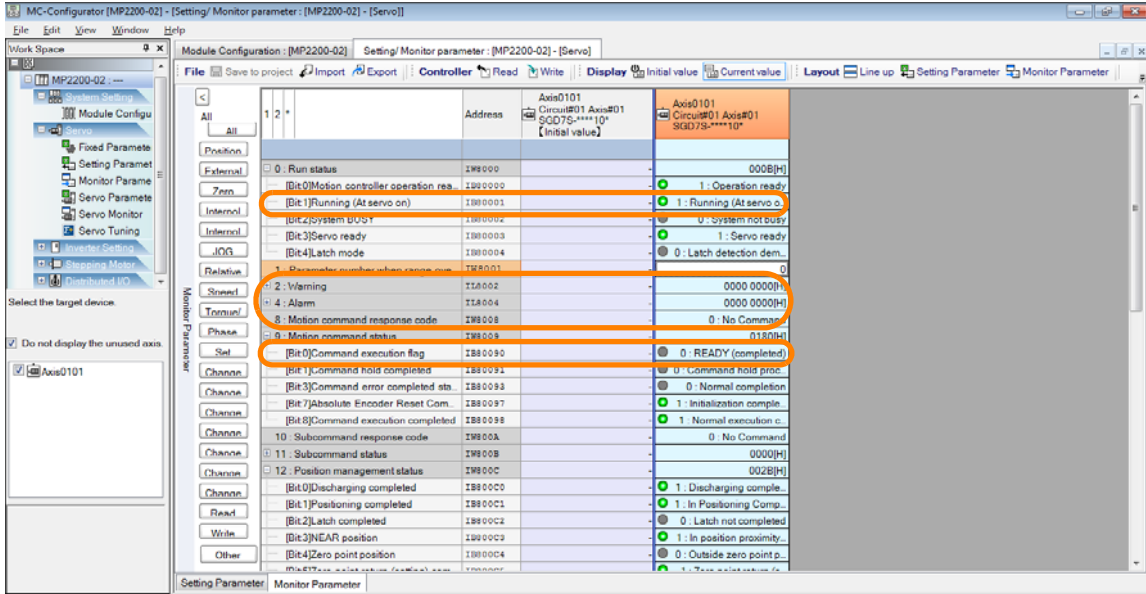 MC-Configurator [MP2200-02] - [Setting/ Monitor parameter : [MP2200-02] - [Servo]]
File Edit View Window Help
Work Space
Module Configuration : [MP2200-02] Setting/ Monitor parameter : [MP2200-02] - [Servo]
File Save to project Import Export Controller Read Write Display Initial value Current value Layout Line up Setting Parameter Monitor Parameter
MP2200-02 : ---
System Setting
Module Configu
Servo
Fixed Paramete
Setting Paramet
Monitor Parame
Servo Paramete
Servo Monitor
Servo Tuning
Inverter Setting
Stepping Motor
Distributed I/O
Select the target device.
Do not display the unused axis.
Axis0101
Monitor Parameter
<
All
All
Position
External
Zero
Internol
Internol
JOG
Relative
Speed
Torque/
Phase
Set
Change
Change
Change
Change
Change
Change
Change
Read
Write
Other
1 2 * Address Axis0101 Circuit#01 Axis#01 SGD7S-****10* 【Initial value】 Axis0101 Circuit#01 Axis#01 SGD7S-****10*
0 : Run status IW8000 - 000B[H]
[Bit:0]Motion controller operation rea... IB80000 - 1 : Operation ready
[Bit:1]Running (At servo on) IB80001 - 1 : Running (At servo o...
[Bit:2]System BUSY IB80002 - 0 : System not busy
[Bit:3]Servo ready IB80003 - 1 : Servo ready
[Bit:4]Latch mode IB80004 - 0 : Latch detection dem...
1 : Parameter number when range ove... IW8001 - 0
2 : Warning IL8002 - 0000 0000[H]
4 : Alarm IL8004 - 0000 0000[H]
8 : Motion command response code IW8008 - 0 : No Command
9 : Motion command status IW8009 - 0180[H]
[Bit:0]Command execution flag IB80090 - 0 : READY (completed)
[Bit:1]Command hold completed IB80091 - 0 : Command hold proc...
[Bit:3]Command error completed sta... IB80093 - 0 : Normal completion
[Bit:7]Absolute Encoder Reset Com... IB80097 - 1 : Initialization comple...
[Bit:8]Command execution completed IB80098 - 1 : Normal execution c...
10 : Subcommand response code IW800A - 0 : No Command
11 : Subcommand status IW800B - 0000[H]
12 : Position management status IW800C - 002B[H]
[Bit:0]Discharging completed IB800C0 - 1 : Discharging comple...
[Bit:1]Positioning completed IB800C1 - 1 : In Positioning Comp...
[Bit:2]Latch completed IB800C2 - 0 : Latch not completed
[Bit:3]NEAR position IB800C3 - 1 : In position proximity...
[Bit:4]Zero point position IB800C4 - 0 : Outside zero point p...
Setting Parameter Monitor Parameter